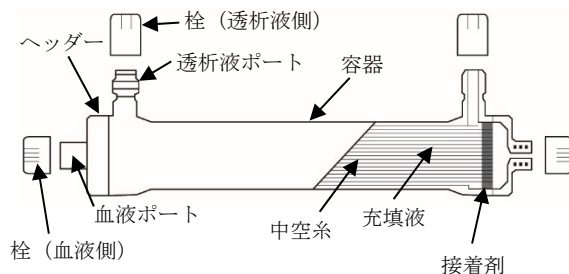 栓（透析液側）
ヘッダー
透析液ポート
容器
血液ポート
中空糸
充填液
栓（血液側）
接着剤